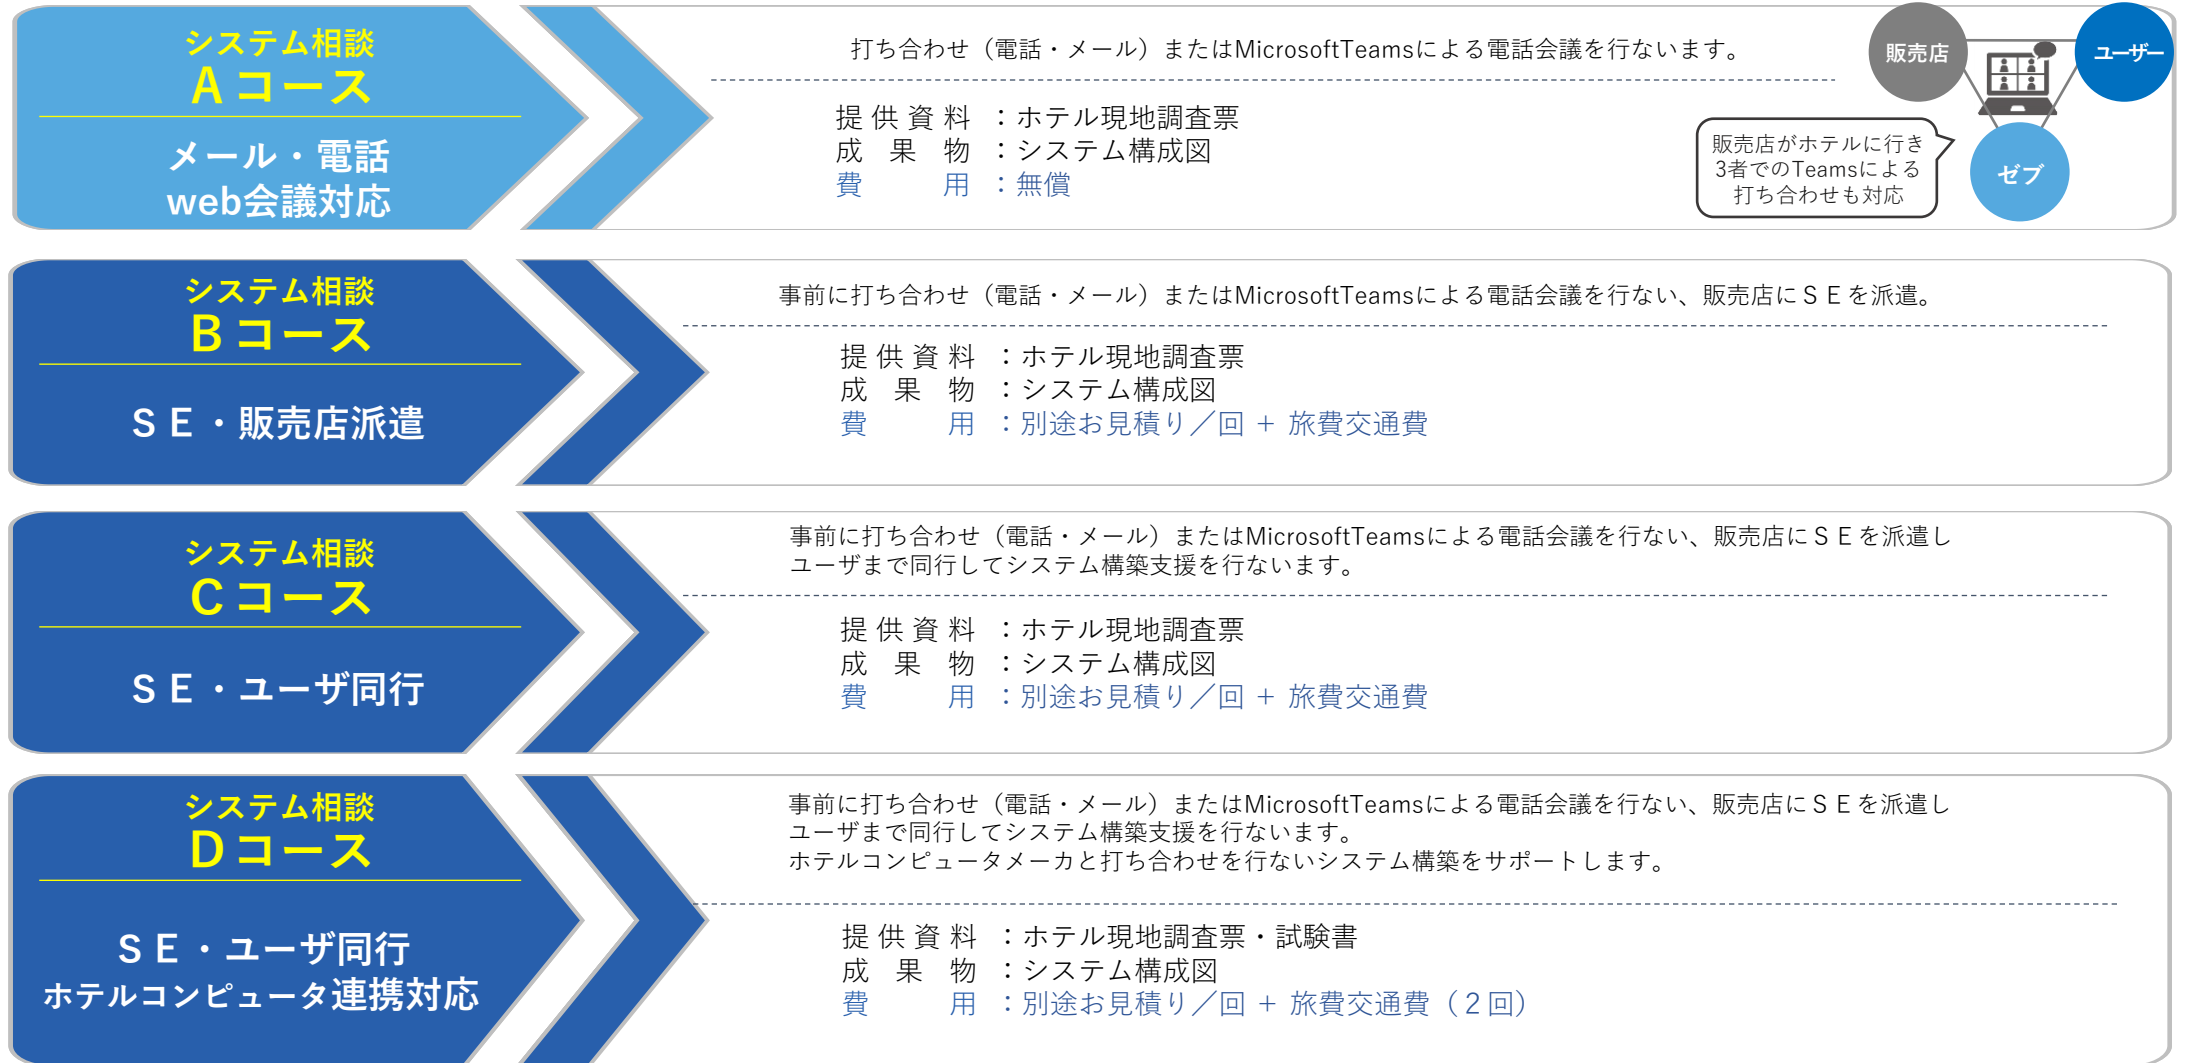 システム相談
Aコース
メール・電話
web会議対応
打ち合わせ（電話・メール）またはMicrosoftTeamsによる電話会議を行ないます。
提供資料：ホテル現地調査票
成果物：システム構成図
費用：無償
販売店
ユーザー
ゼブ
販売店がホテルに行き
3者でのTeamsによる
打ち合わせも対応
システム相談
Bコース
ＳＥ・販売店派遣
事前に打ち合わせ（電話・メール）またはMicrosoftTeamsによる電話会議を行ない、販売店にＳＥを派遣。
提供資料：ホテル現地調査票
成果物：システム構成図
費用：別途お見積り／回 + 旅費交通費
システム相談
Cコース
ＳＥ・ユーザ同行
事前に打ち合わせ（電話・メール）またはMicrosoftTeamsによる電話会議を行ない、販売店にＳＥを派遣し
ユーザまで同行してシステム構築支援を行ないます。
提供資料：ホテル現地調査票
成果物：システム構成図
費用：別途お見積り／回 + 旅費交通費
システム相談
Dコース
ＳＥ・ユーザ同行
ホテルコンピュータ連携対応
事前に打ち合わせ（電話・メール）またはMicrosoftTeamsによる電話会議を行ない、販売店にＳＥを派遣し
ユーザまで同行してシステム構築支援を行ないます。
ホテルコンピュータメーカと打ち合わせを行ないシステム構築をサポートします。
提供資料：ホテル現地調査票・試験書
成果物：システム構成図
費用：別途お見積り／回 + 旅費交通費（２回）